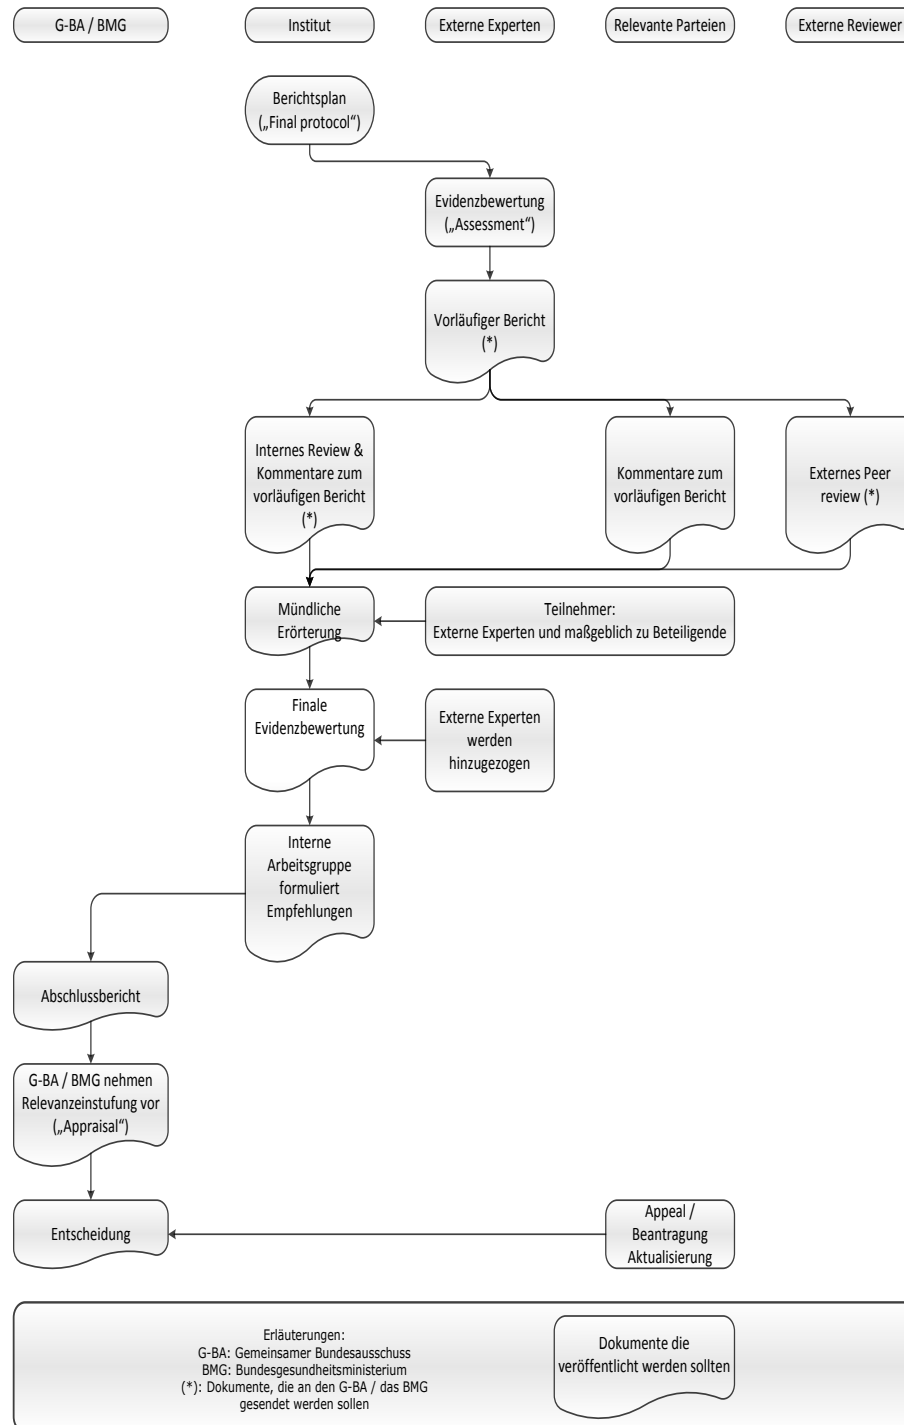 G-BA / BMG
Institut
Externe Experten
Relevante Parteien
Externe Reviewer
Berichtsplan
(„Final protocol“)
Evidenzbewertung
(„Assessment“)
Vorläufiger Bericht
(*)
Internes Review &
Kommentare zum
vorläufigen Bericht
(*)
Kommentare zum
vorläufigen Bericht
Externes Peer
review (*)
Mündliche
Erörterung
Teilnehmer:
Externe Experten und maßgeblich zu Beteiligende
Finale
Evidenzbewertung
Externe Experten
werden
hinzugezogen
Interne
Arbeitsgruppe
formuliert
Empfehlungen
Abschlussbericht
G-BA / BMG nehmen
Relevanzeinstufung vor
(„Appraisal“)
Entscheidung
Appeal /
Beantragung
Aktualisierung
Erläuterungen:
G-BA: Gemeinsamer Bundesausschuss
BMG: Bundesgesundheitsministerium
(*): Dokumente, die an den G-BA / das BMG
gesendet werden sollen
Dokumente die
veröffentlicht werden sollten